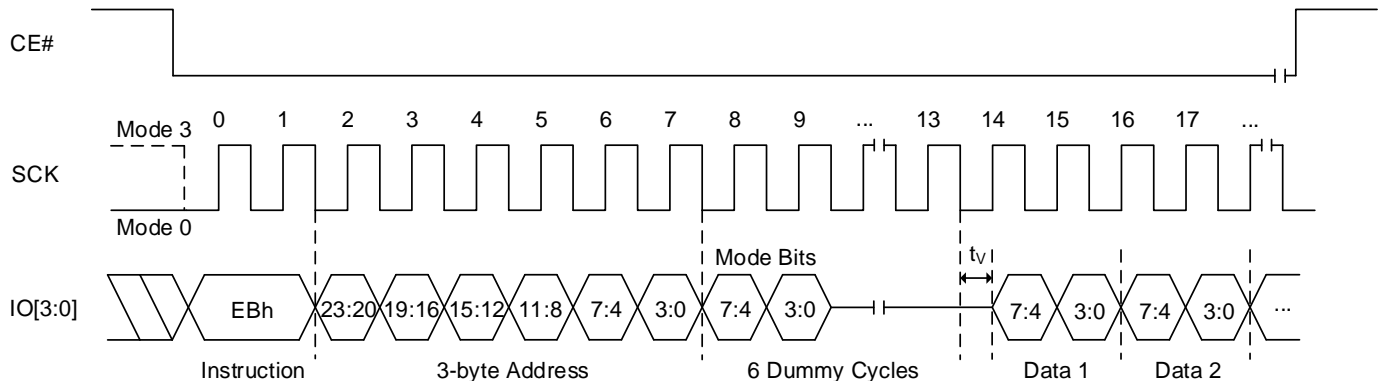 CE#
0 1 2 3 4 5 6 7 8 9 ... 13 14 15 16 17 ...
Mode 3
SCK
Mode 0
Mode Bits
tV
IO[3:0]
EBh 23:20 19:16 15:12 11:8 7:4 3:0 7:4 3:0 7:4 3:0 7:4 3:0 ...
Instruction 3-byte Address 6 Dummy Cycles Data 1 Data 2